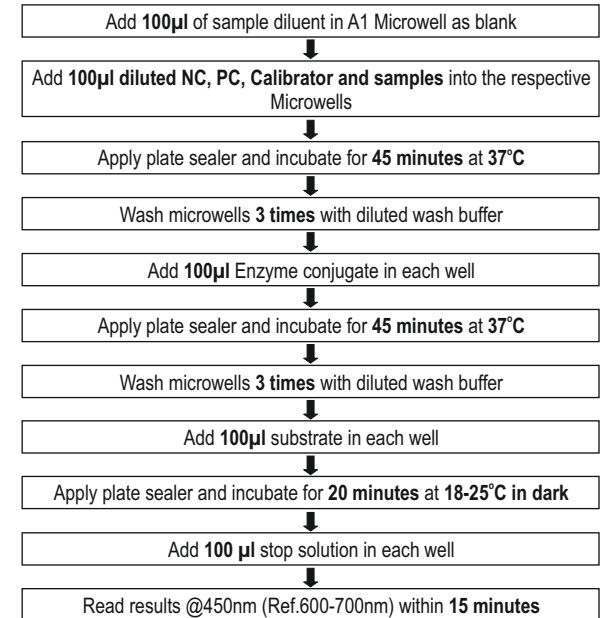 Add 100µl of sample diluent in A1 Microwell as blank
Add 100µl diluted NC, PC, Calibrator and samples into the respective
Microwells
Apply plate sealer and incubate for 45 minutes at 37°C
Wash microwells 3 times with diluted wash buffer
Add 100µl Enzyme conjugate in each well
Apply plate sealer and incubate for 45 minutes at 37°C
Wash microwells 3 times with diluted wash buffer
Add 100µl substrate in each well
Apply plate sealer and incubate for 20 minutes at 18-25°C in dark
Add 100 µl stop solution in each well
Read results @450nm (Ref.600-700nm) within 15 minutes